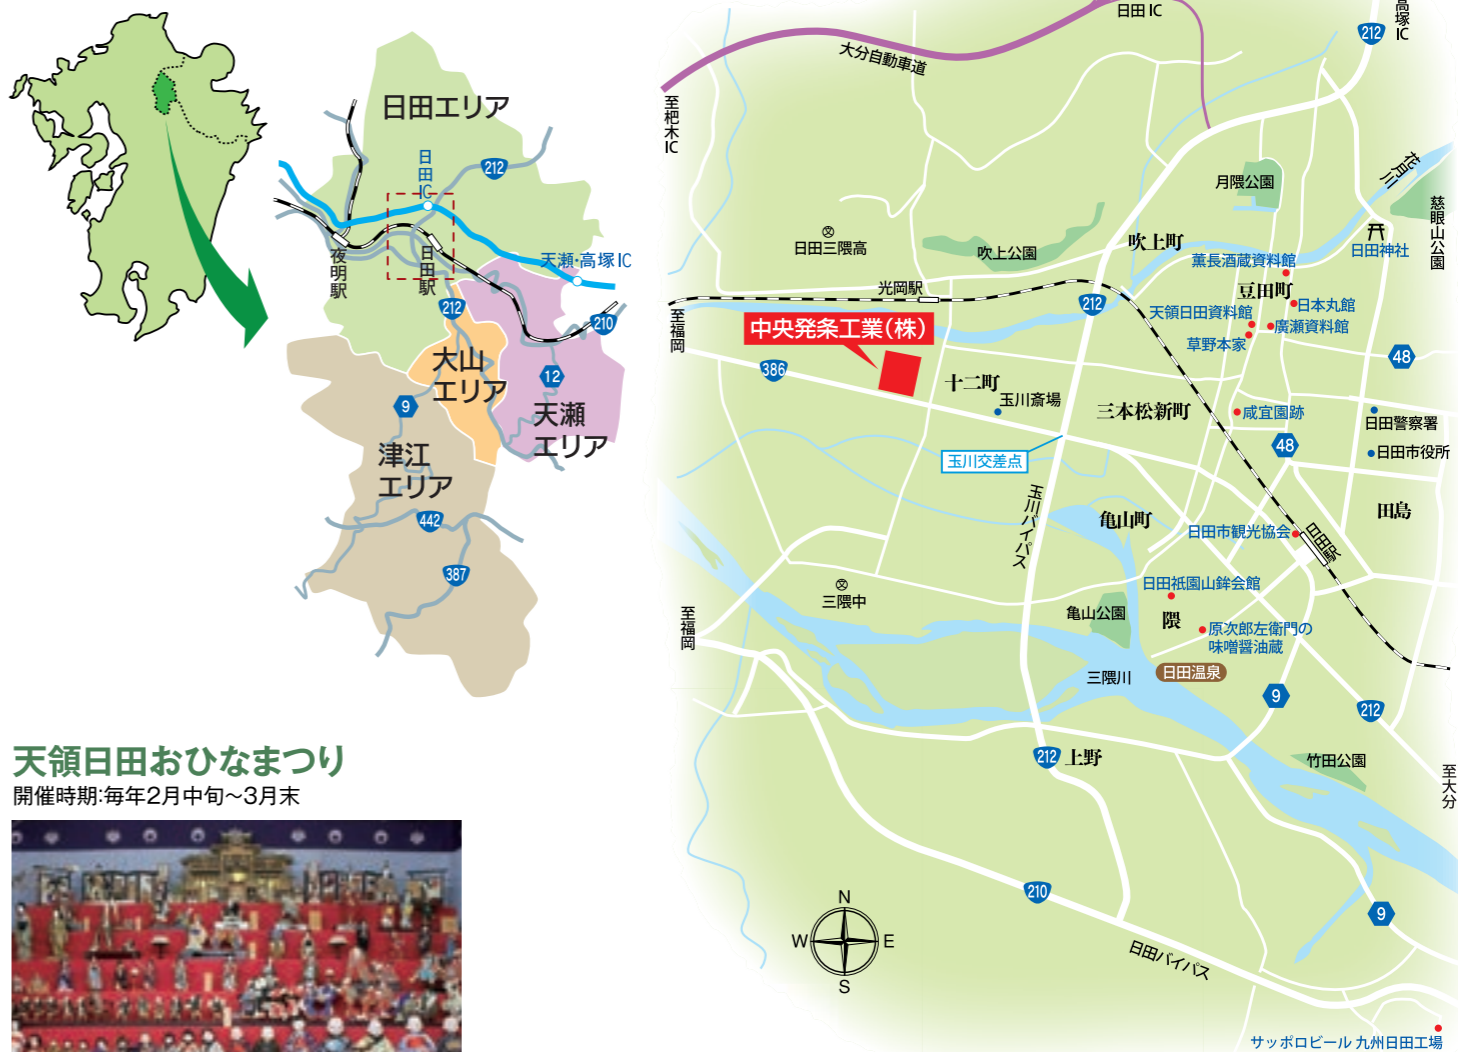 日田エリア
日田IC
212
夜明駅
日田駅
天瀬・高塚IC
212
210
大山
エリア
12
9
天瀬
エリア
津江
エリア
442
387
天領日田おひなまつり
開催時期:毎年2月中旬～3月末
日田IC
高塚IC
212
大分自動車道
至杷木IC
花月川
月隈公園
慈眼山公園
日田三隈高
吹上公園
吹上町
日田神社
薫長酒蔵資料館
豆田町
光岡駅
212
日本丸館
天領日田資料館
廣瀬資料館
草野本家
至福岡
中央発条工業(株)
48
386
十二町
玉川斎場
三本松新町
咸宜園跡
日田警察署
48
日田市役所
玉川交差点
玉川バイパス
亀山町
田島
日田市観光協会
日田駅
三隈中
日田祇園山鉾会館
亀山公園
隈
至福岡
原次郎左衛門の
味噌醤油蔵
三隈川
日田温泉
9
212
212
上野
竹田公園
至大分
210
9
N
W
E
S
日田バイパス
サッポロビール 九州日田工場